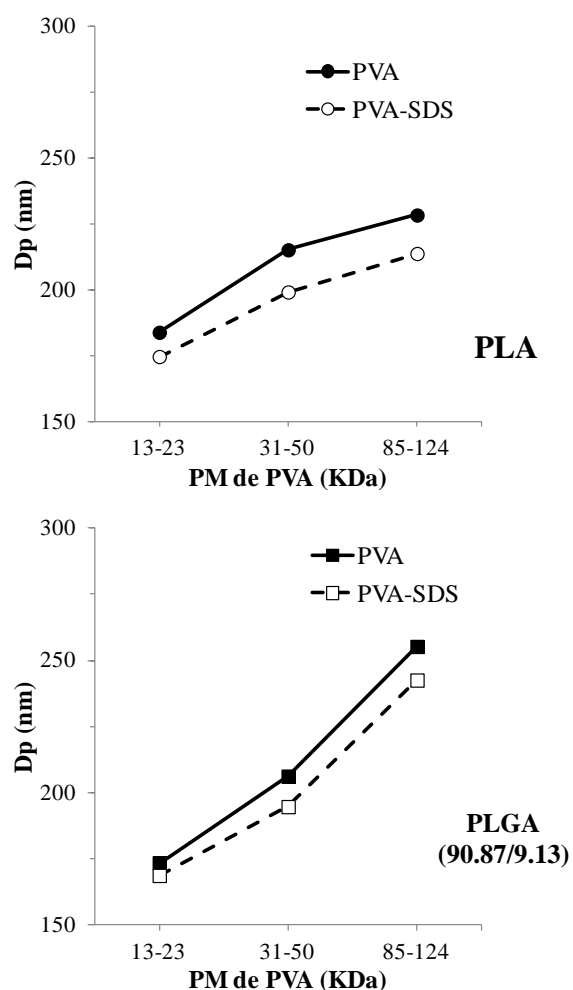 300
250
200
150
Dp (nm)
PVA
PVA-SDS
PLA
13-23
31-50
85-124
PM de PVA (KDa)
300
250
200
150
Dp (nm)
PVA
PVA-SDS
PLGA
(90.87/9.13)
13-23
31-50
85-124
PM de PVA (KDa)